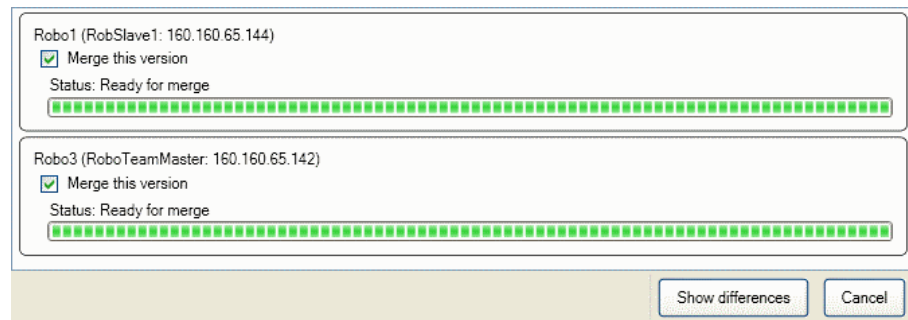 Robo1 (RobSlave1: 160.160.65.144)
Merge this version
Status: Ready for merge
Robo3 (RoboTeamMaster: 160.160.65.142)
Merge this version
Status: Ready for merge
Show differences Cancel